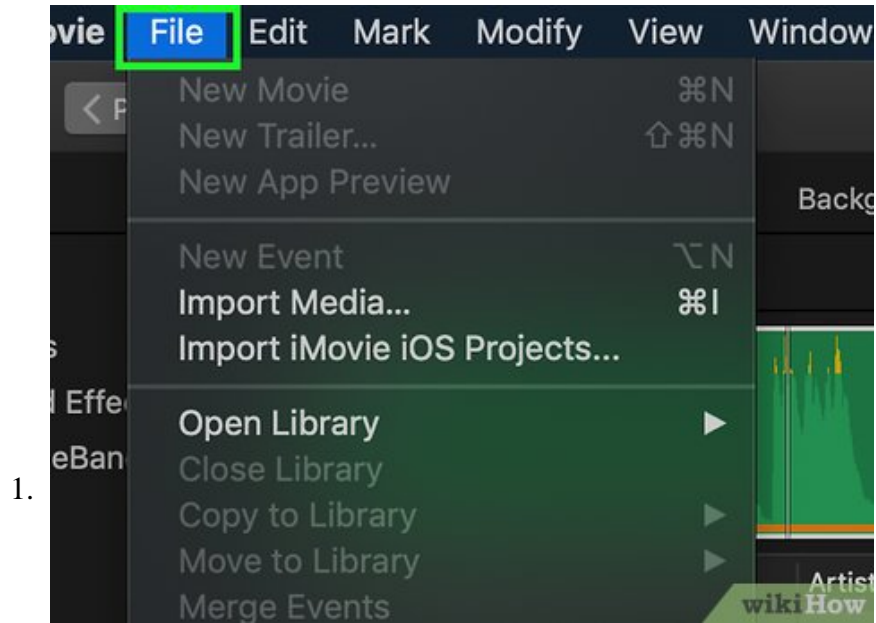 ovie File Edit Mark Modify View Window
New Movie ⌘N
New Trailer... ⇧⌘N
New App Preview
Backg
New Event ⌥N
Import Media... ⌘I
Import iMovie iOS Projects...
s
d Effe
Open Library ▶
eBan
Close Library
1.
Copy to Library ▶
Move to Library ▶
Artist
Merge Events
wikiHow